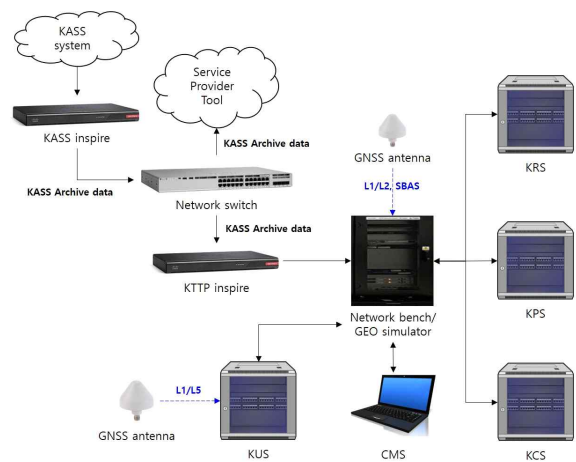 KASS
system
Service
Provider
Tool
KASS inspire
KASS Archive data
GNSS antenna
KRS
KASS Archive data
L1/L2, SBAS
Network switch
KASS Archive data
KTTP inspire
Network bench/
GEO simulator
KPS
L1/L5
GNSS antenna
KUS
CMS
KCS